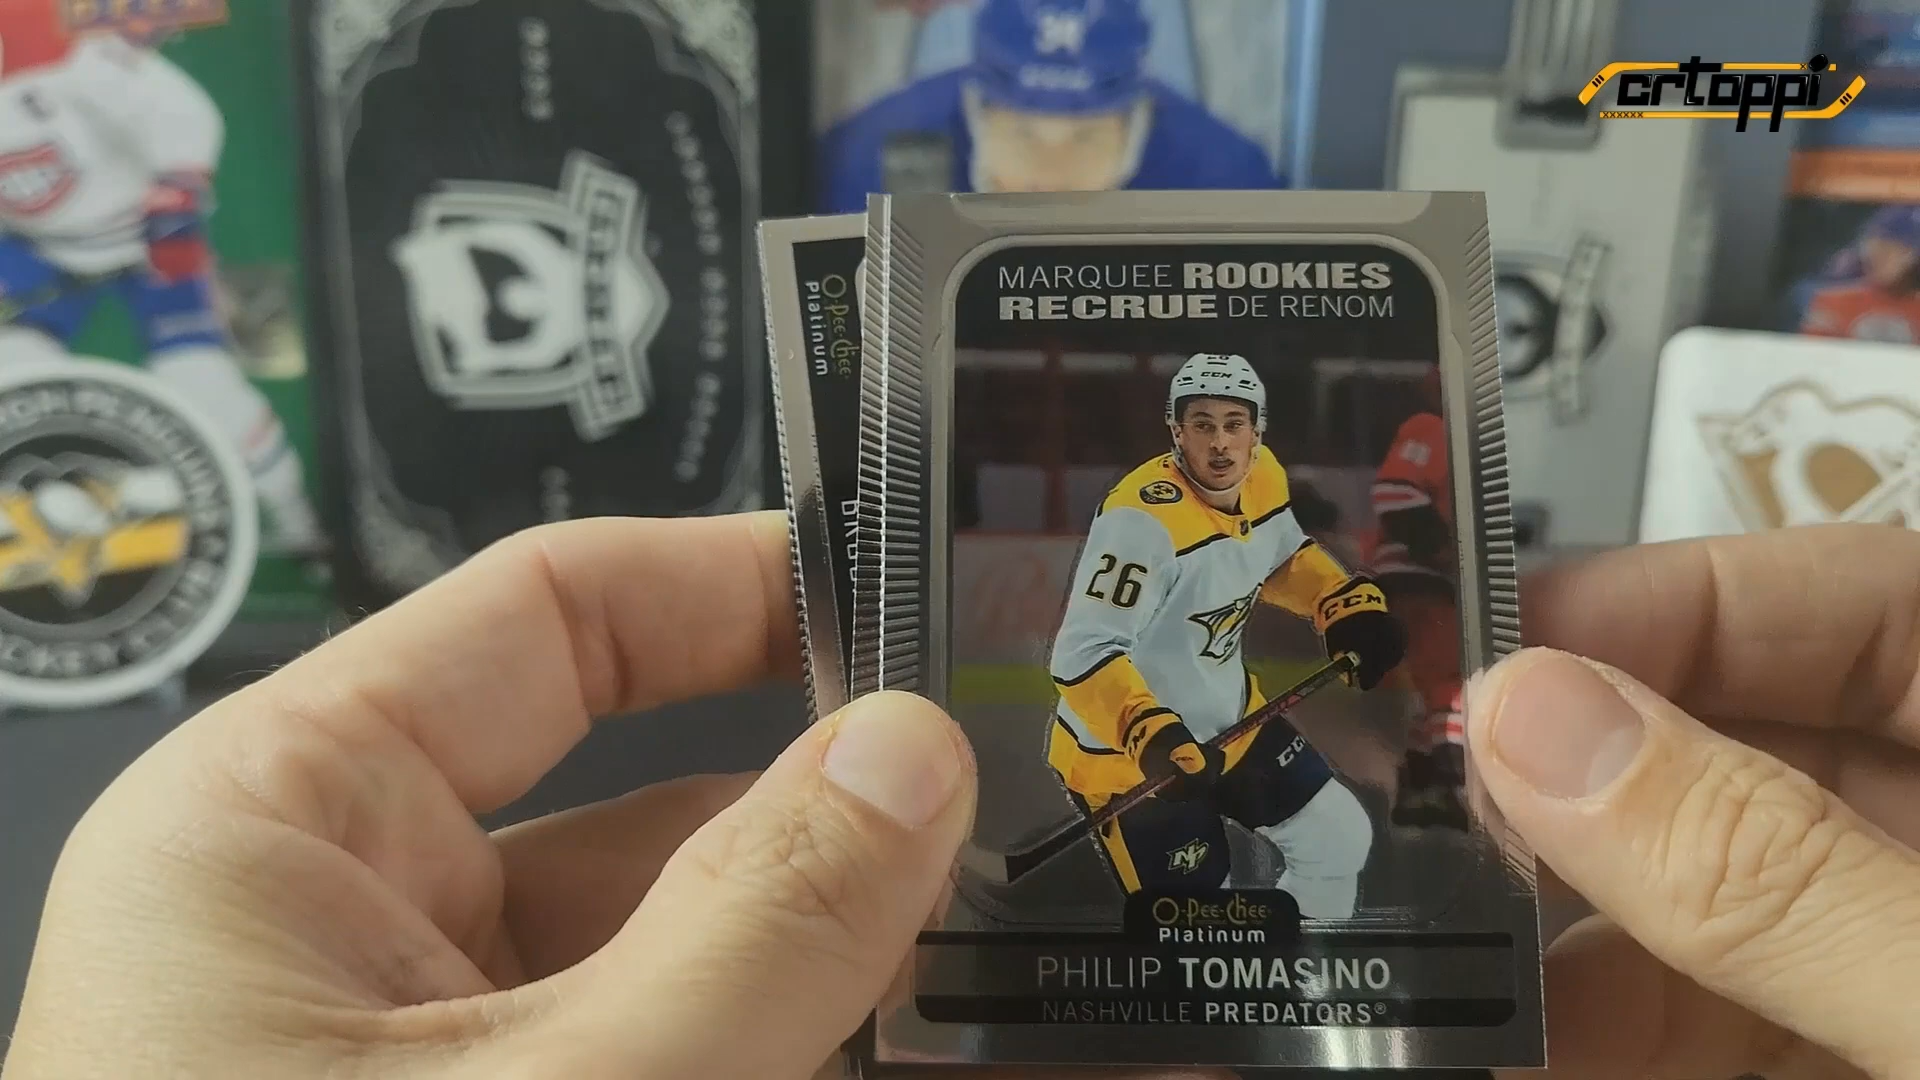 crtoppi
MARQUEE ROOKIES
RECRUE DE RENOM
O-Pee-Chee
Platinum
CCM
26
CCM
CCM
O-Pee-Chee
Platinum
PHILIP TOMASINO
NASHVILLE PREDATORS®